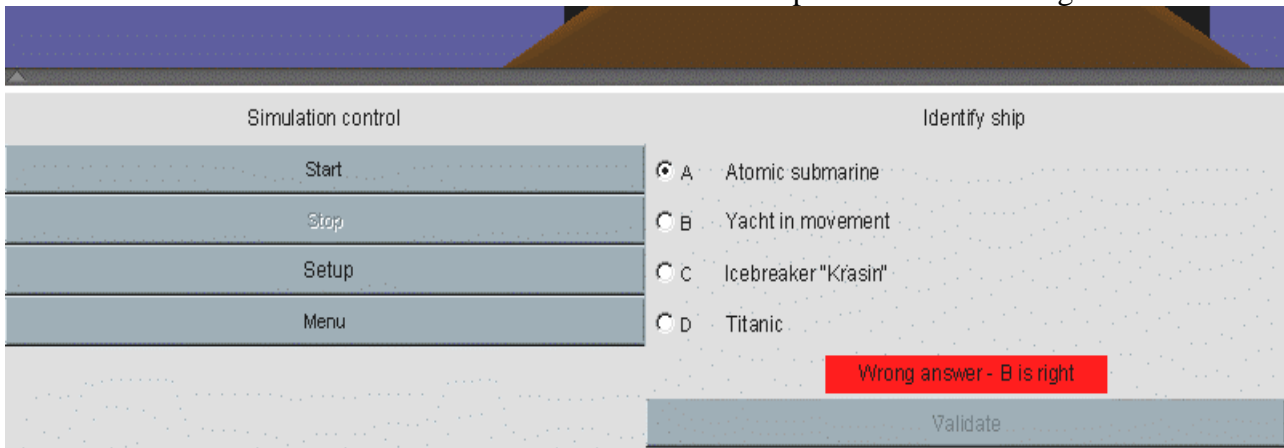 Simulation control
Start
Stop
Setup
Menu
Identify ship
A Atomic submarine
B Yacht in movement
C Icebreaker "Krasin"
D Titanic
Wrong answer - B is right
Validate